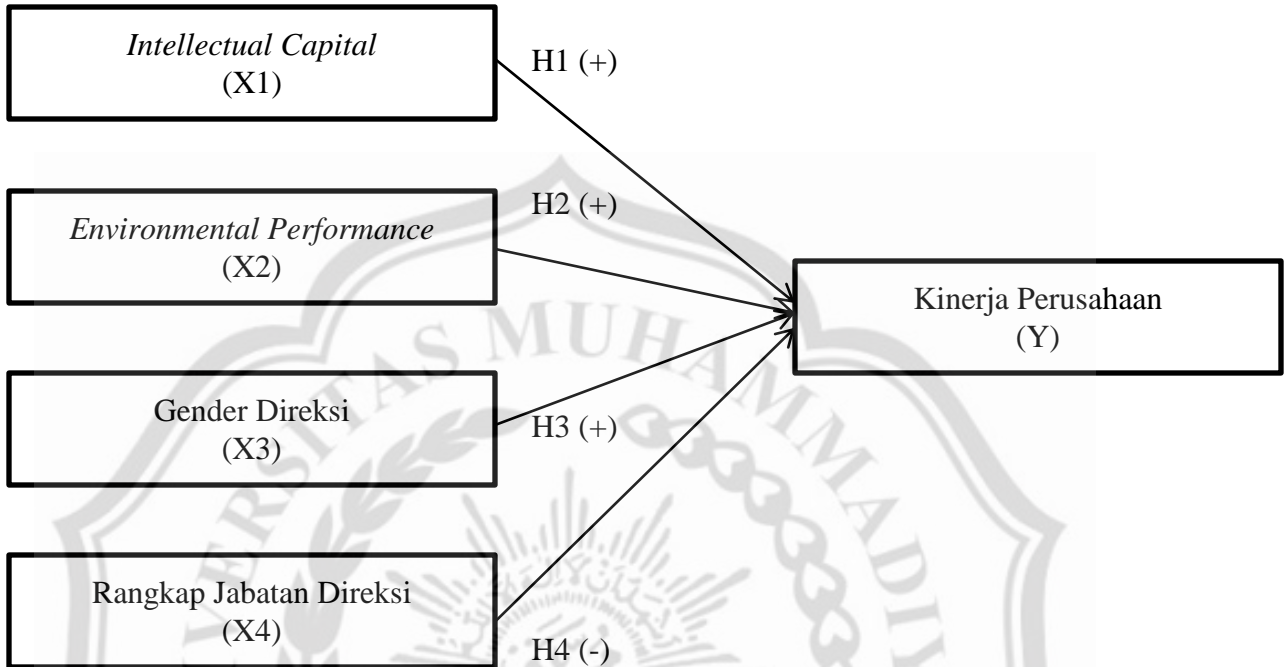 Intellectual Capital
(X1)
H1 (+)
Environmental Performance
(X2)
H2 (+)
Kinerja Perusahaan
(Y)
Gender Direksi
(X3)
H3 (+)
Rangkap Jabatan Direksi
(X4)
H4 (-)